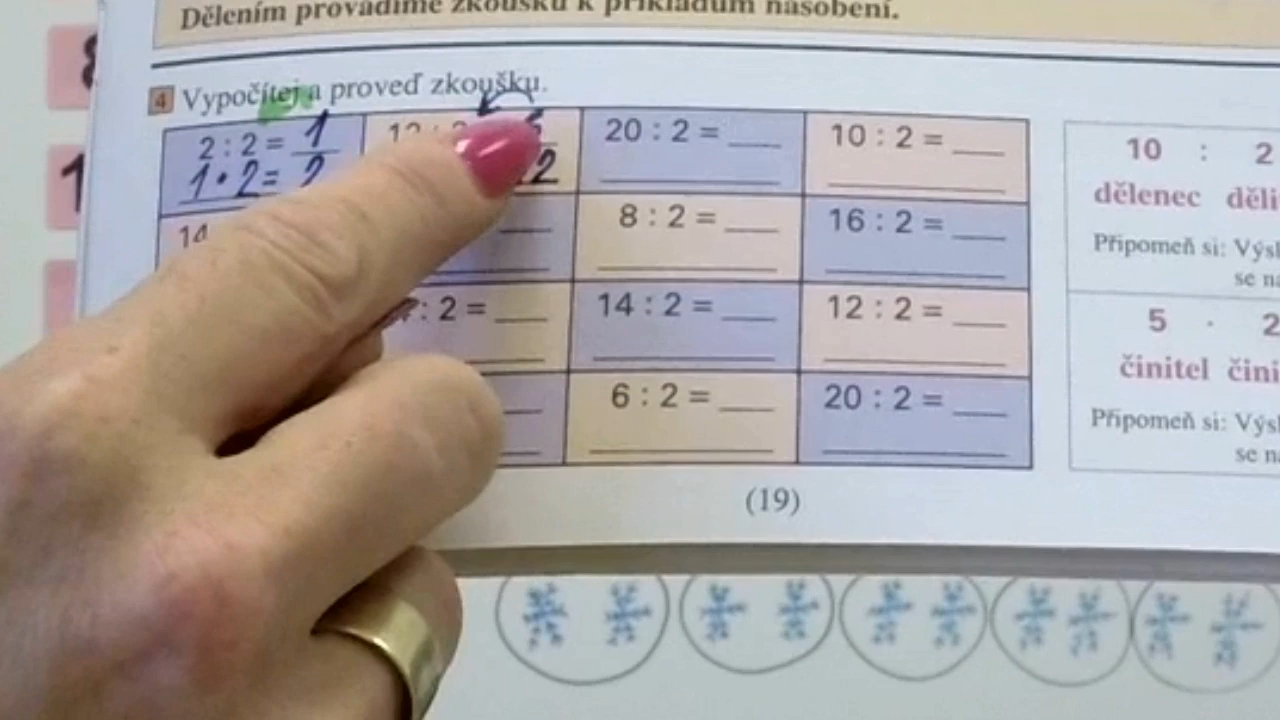 Dělením provádíme zkoušku k příkladům násobení.
4 Vypočítej a proveď zkoušku.
2 : 2 = 1
1 • 2 = 2
20 : 2 = ___
10 : 2 = ___
14
8 : 2 = ___
16 : 2 = ___
: 2 = ___
14 : 2 = ___
12 : 2 = ___
6 : 2 = ___
20 : 2 = ___
(19)
10 : 2
dělenec
Připomeň si:
se
5 · 2
činitel
Připomeň si:
se